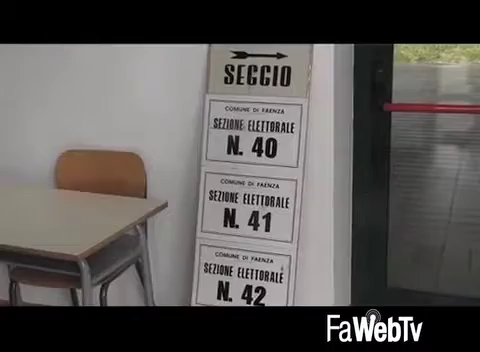 SEGGIO
COMUNE DI FAENZA
SEZIONE ELETTORALE
N. 40
COMUNE DI FAENZA
SEZIONE ELETTORALE
N. 41
COMUNE DI FAENZA
SEZIONE ELETTORALE
N. 42
FaWebTv